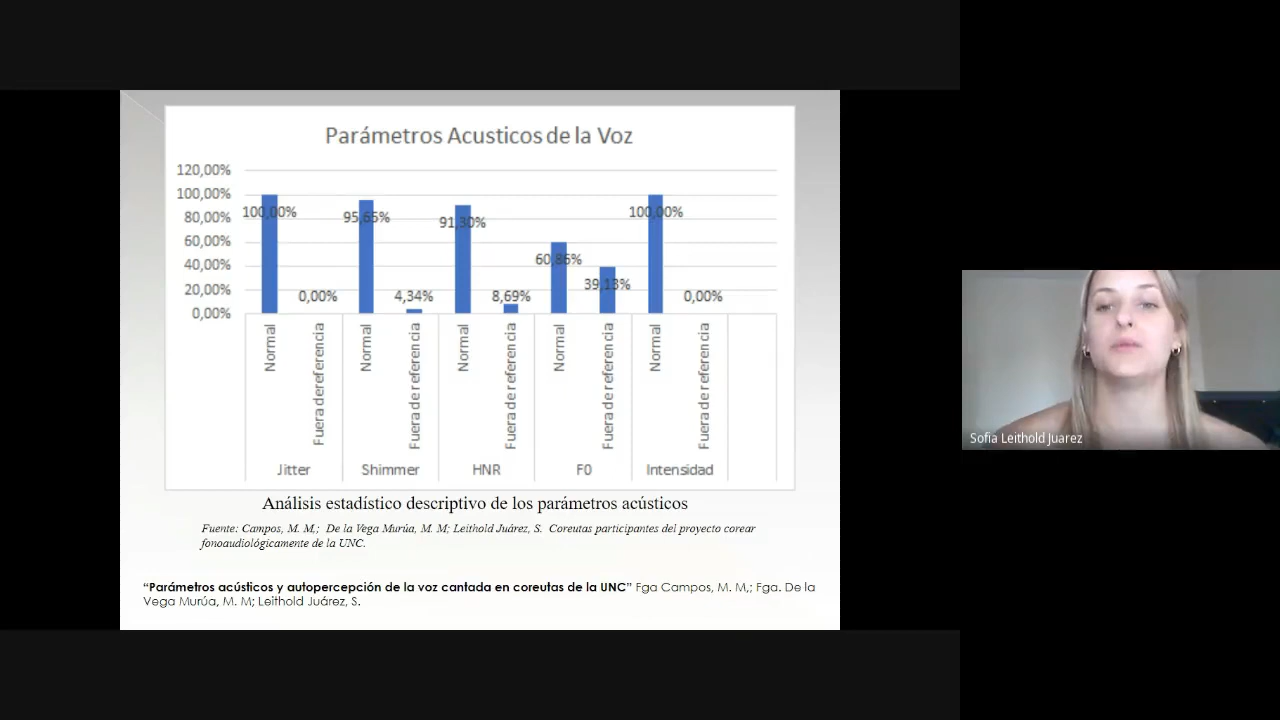 Parámetros Acusticos de la Voz
120,00%
100,00%
80,00%
60,00%
40,00%
20,00%
0,00%
100,00%
0,00%
95,65%
4,34%
91,30%
8,69%
60,86%
39,13%
100,00%
0,00%
Normal
Fuera de referencia
Normal
Fuera de referencia
Normal
Fuera de referencia
Normal
Fuera de referencia
Normal
Fuera de referencia
Jitter
Shimmer
HNR
F0
Intensidad
Análisis estadístico descriptivo de los parámetros acústicos
Fuente: Campos, M. M,; De la Vega Murúa, M. M; Leithold Juárez, S. Coreutas participantes del proyecto corear
fonoaudiológicamente de la UNC.
“Parámetros acústicos y autopercepción de la voz cantada en coreutas de la UNC” Fga Campos, M. M,; Fga. De la
Vega Murúa, M. M; Leithold Juárez, S.
Sofía Leithold Juarez